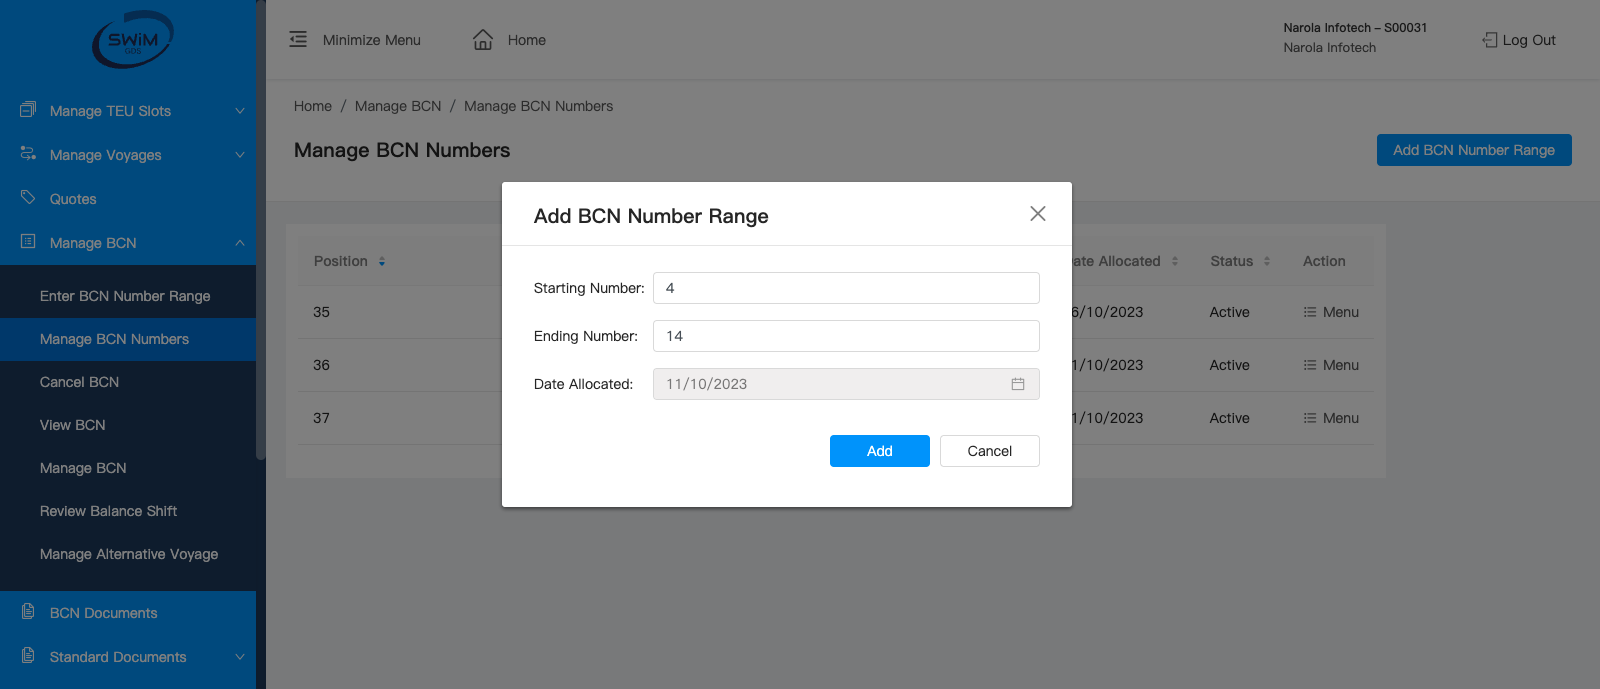 SWiM
GDS
Minimize Menu
Home
Narola Infotech – S00031
Narola Infotech
Log Out
Manage TEU Slots
Manage Voyages
Quotes
Manage BCN
Enter BCN Number Range
Manage BCN Numbers
Cancel BCN
View BCN
Manage BCN
Review Balance Shift
Manage Alternative Voyage
BCN Documents
Standard Documents
Home / Manage BCN / Manage BCN Numbers
Manage BCN Numbers
Add BCN Number Range
Position
ate Allocated
Status
Action
35
6/10/2023
Active
Menu
36
1/10/2023
Active
Menu
37
1/10/2023
Active
Menu
Add BCN Number Range
Starting Number: 4
Ending Number: 14
Date Allocated: 11/10/2023
Add
Cancel